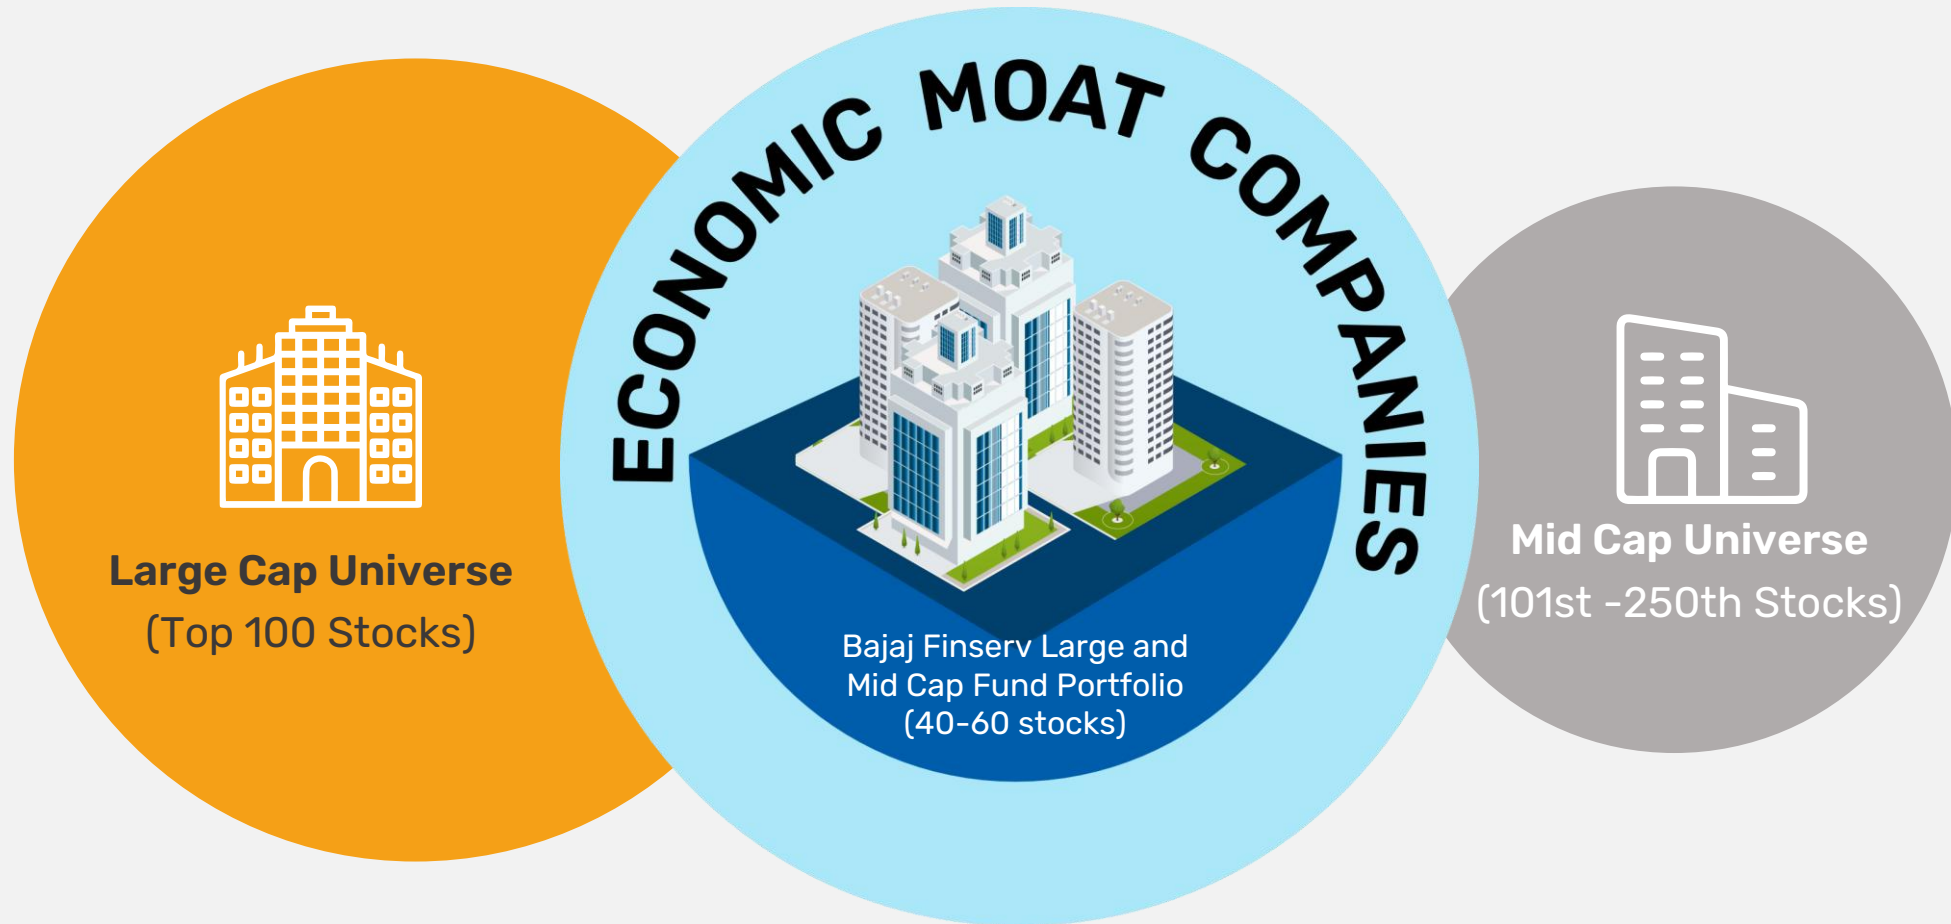 ECONOMIC MOAT COMPANIES
Large Cap Universe
(Top 100 Stocks)
Bajaj Finserv Large and
Mid Cap Fund Portfolio
(40-60 stocks)
Mid Cap Universe
(101st -250th Stocks)